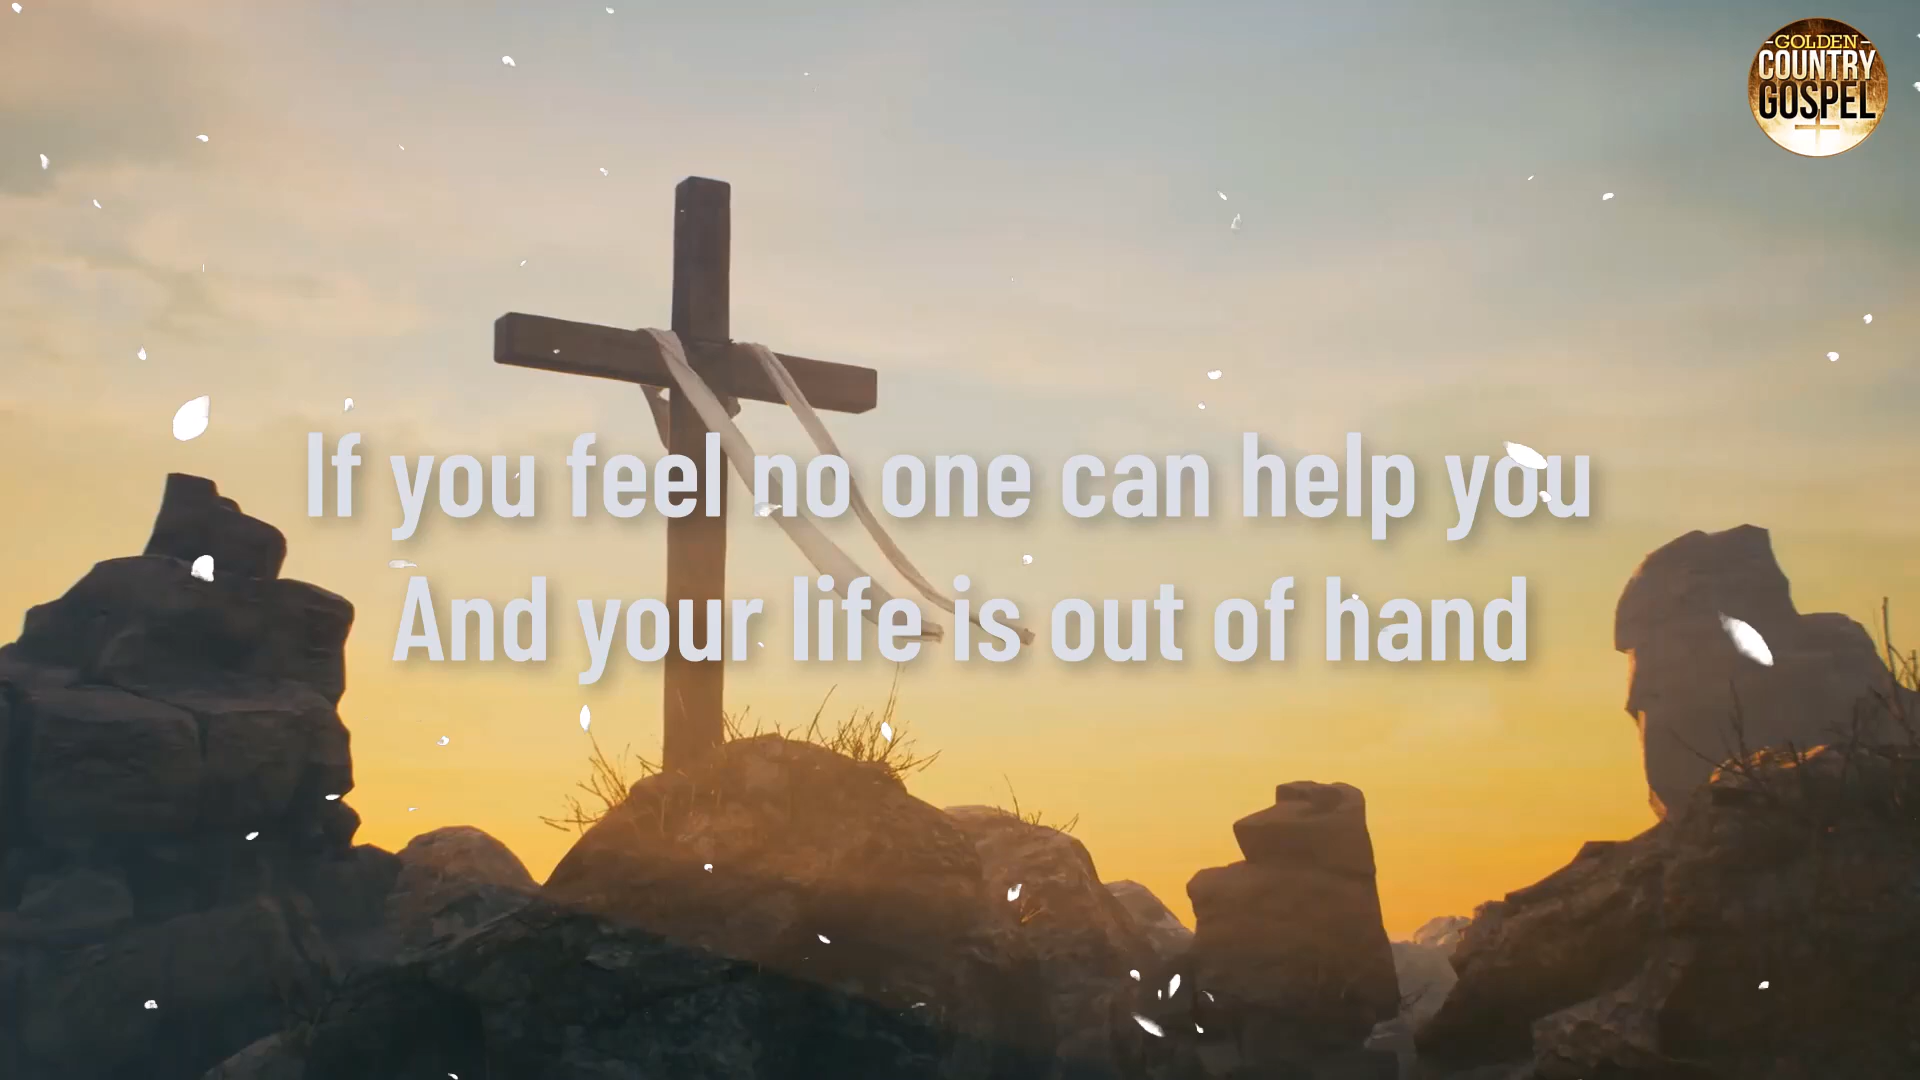 -GOLDEN-
COUNTRY
GOSPEL
If you feel no one can help you
And your life is out of hand